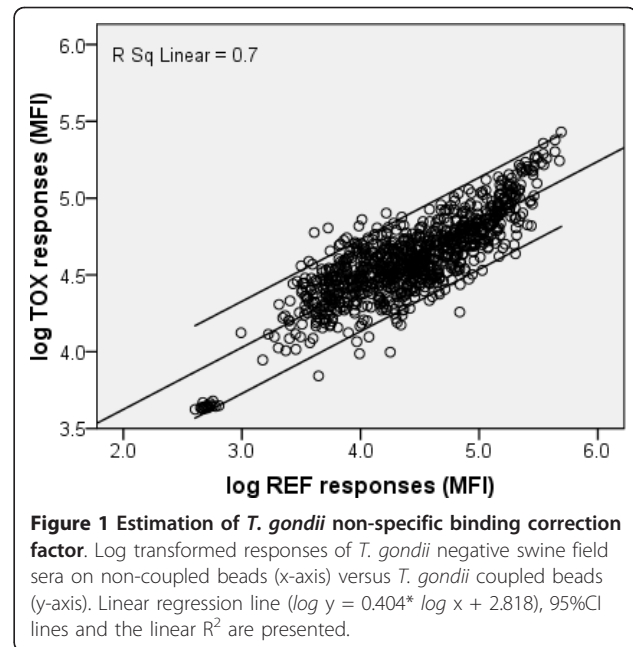 6.0
R Sq Linear = 0.7
5.5
5.0
4.5
4.0
3.5
log TOX responses (MFI)
2.0 3.0 4.0 5.0 6.0
log REF responses (MFI)
Figure 1 Estimation of T. gondii non-specific binding correction
factor. Log transformed responses of T. gondii negative swine field
sera on non-coupled beads (x-axis) versus T. gondii coupled beads
(y-axis). Linear regression line (log y = 0.404* log x + 2.818), 95%CI
lines and the linear R² are presented.